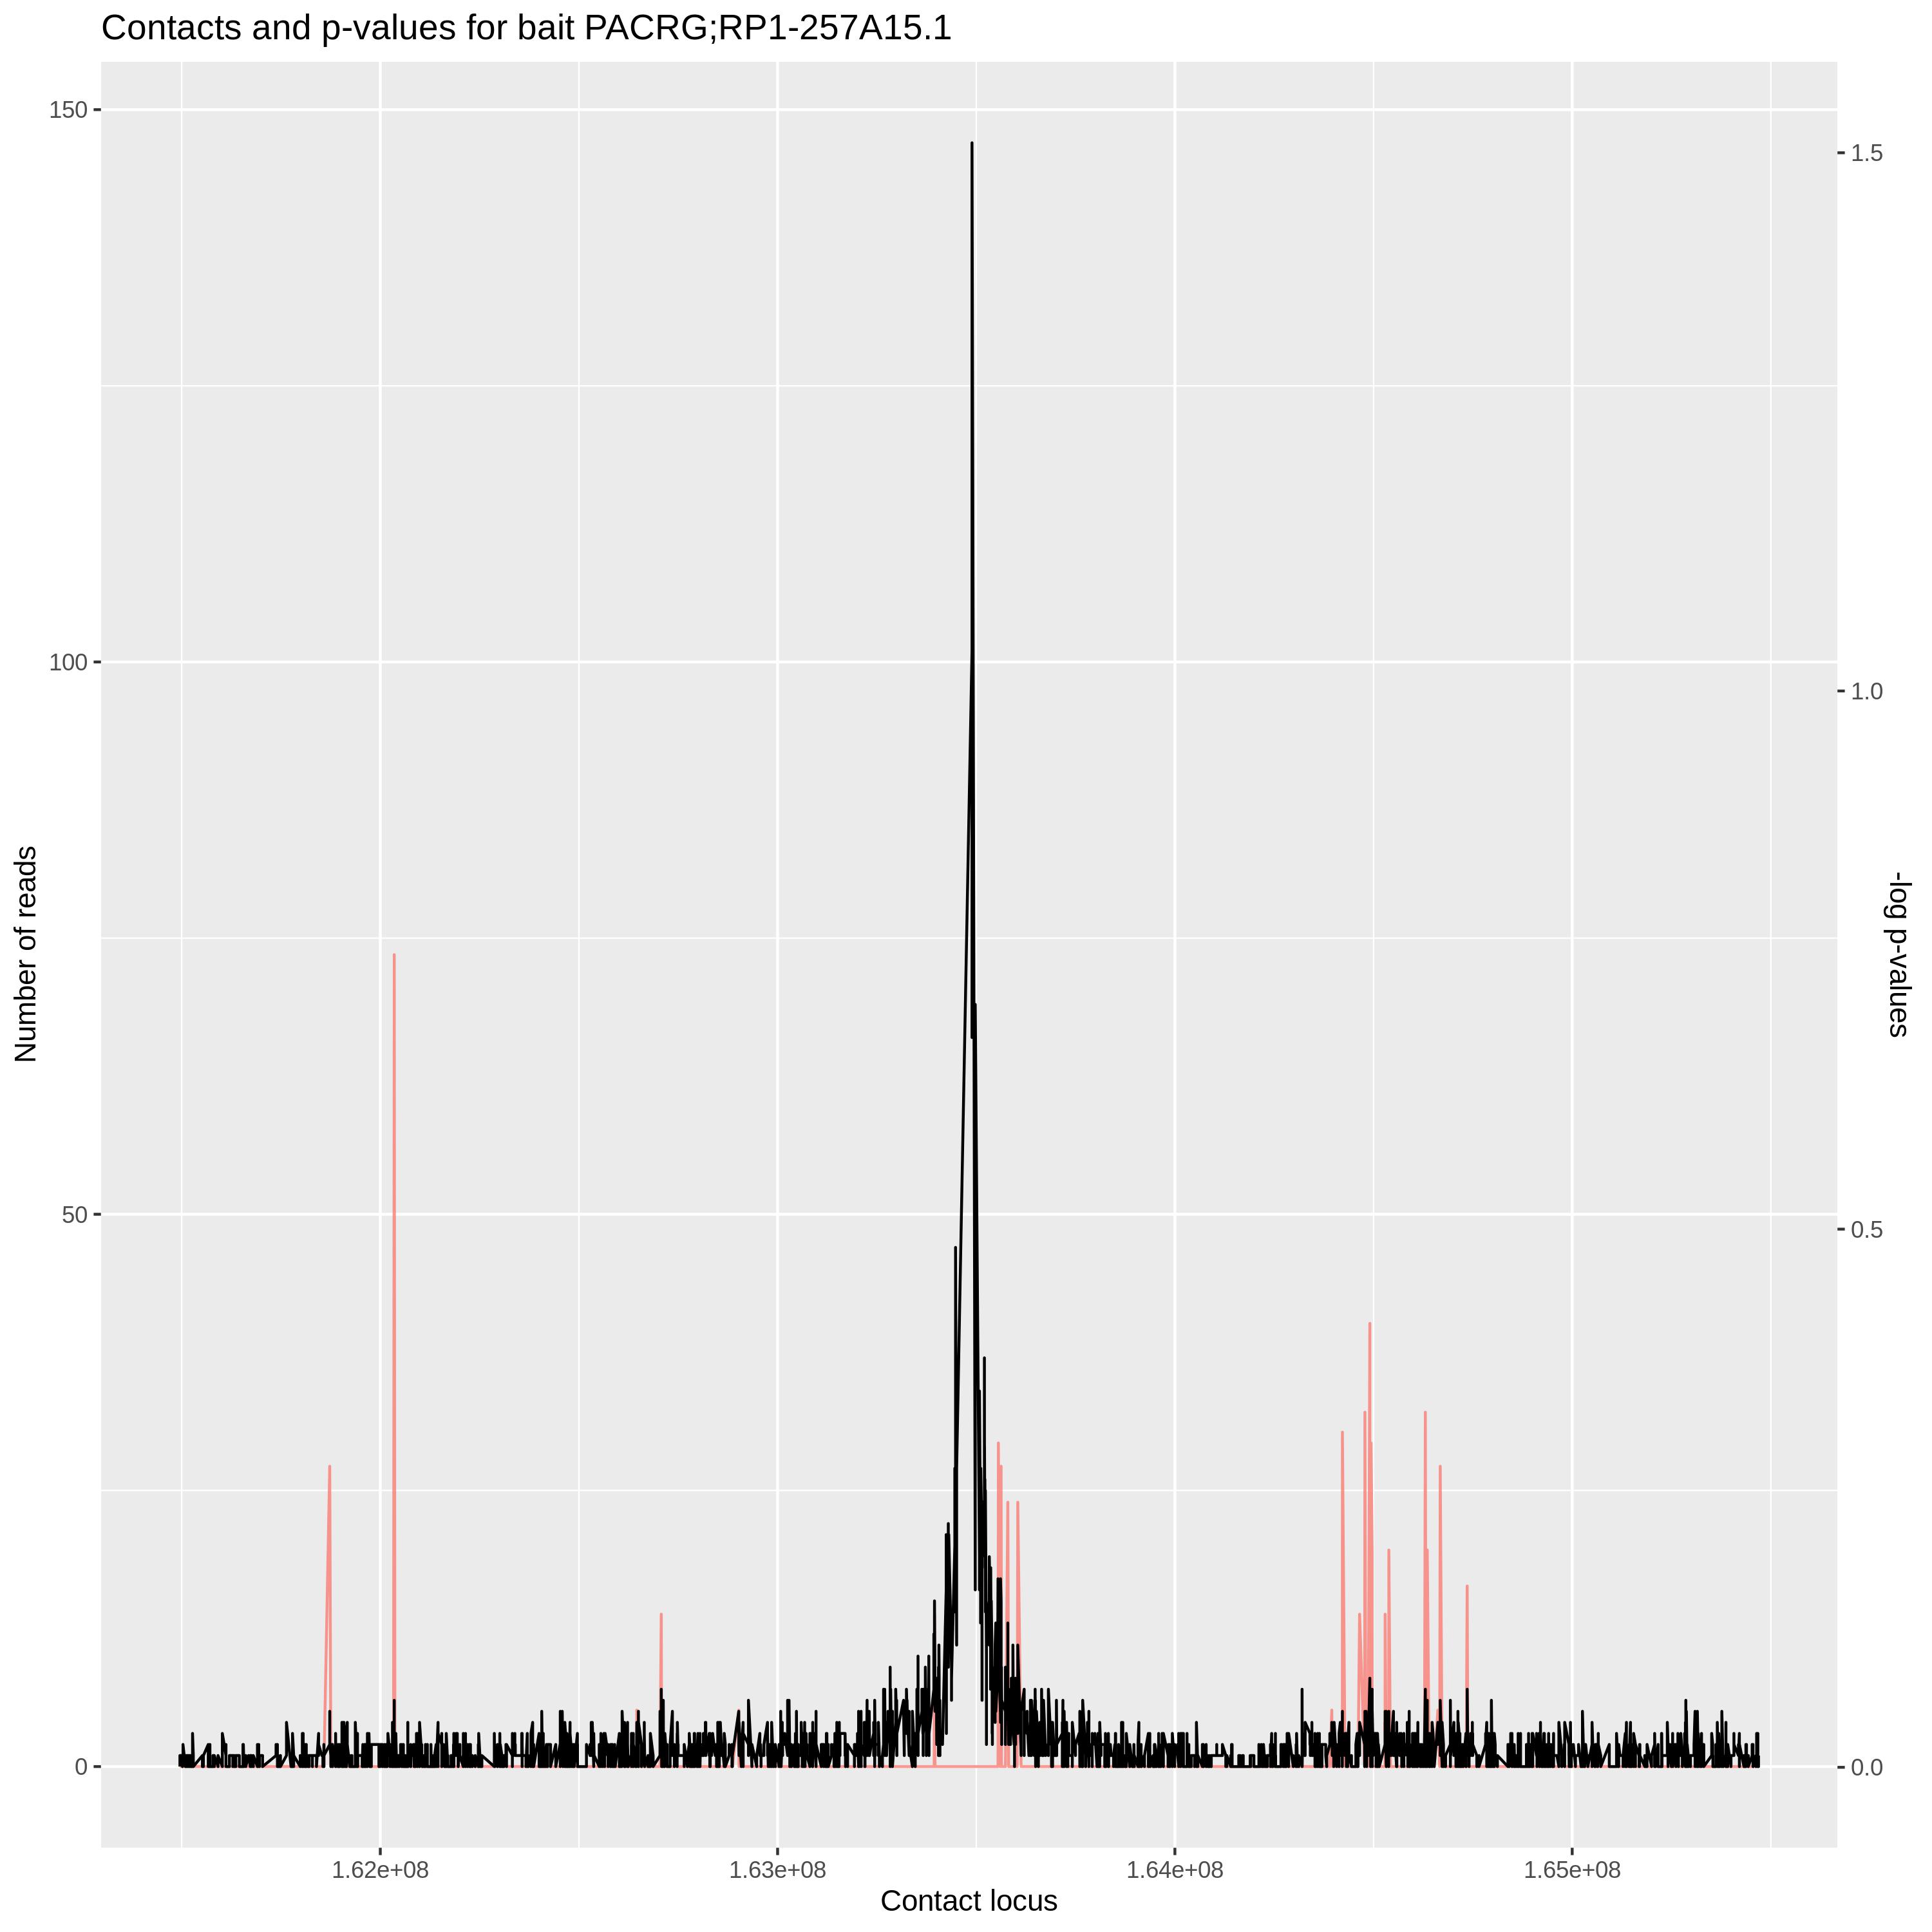 Contacts and p-values for bait PACRG;RP1-257A15.1
150
100
50
0
Number of reads
1.5
1.0
0.5
0.0
-log p-values
1.62e+08
1.63e+08
1.64e+08
1.65e+08
Contact locus